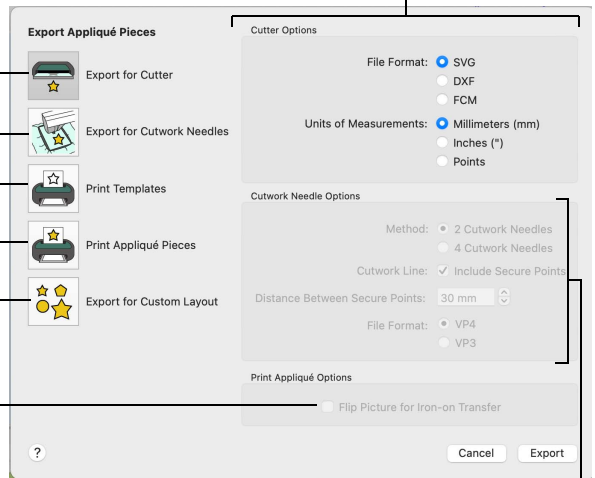 Export Appliqué Pieces
Export for Cutter
Export for Cutwork Needles
Print Templates
Print Appliqué Pieces
Export for Custom Layout
Cutter Options
File Format: SVG
DXF
FCM
Units of Measurements: Millimeters (mm)
Inches (")
Points
Cutwork Needle Options
Method: 2 Cutwork Needles
4 Cutwork Needles
Cutwork Line: Include Secure Points
Distance Between Secure Points: 30 mm
File Format: VP4
VP3
Print Appliqué Options
Flip Picture for Iron-on Transfer
? Cancel Export